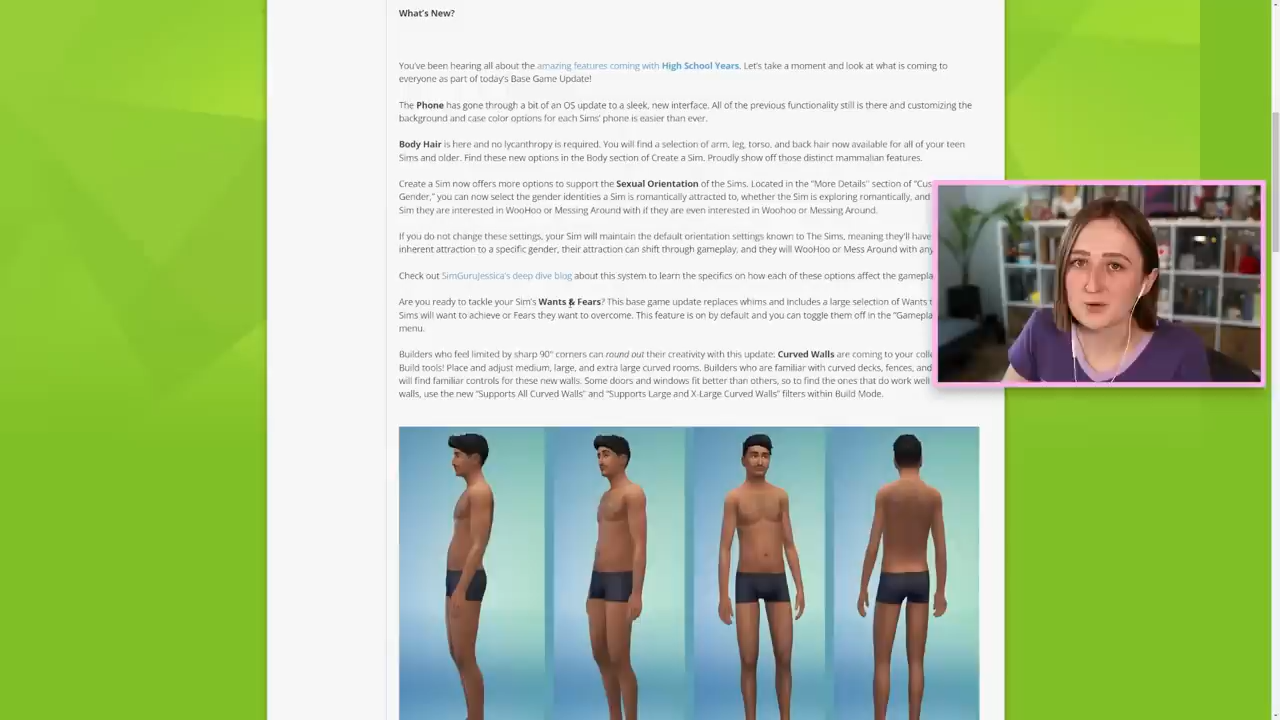 What's New?
You've been hearing all about the amazing features coming with High School Years. Let's take a moment and look at what is coming to
everyone as part of today's Base Game Update!
The Phone has gone through a bit of an OS update to a sleek, new interface. All of the previous functionality still is there and customizing the
background and case color options for each Sims' phone is easier than ever.
Body Hair is here and no lycanthropy is required. You will find a selection of arm, leg, torso, and back hair now available for all of your teen
Sims and older. Find these new options in the Body section of Create a Sim. Proudly show off those distinct mammalian features.
Create a Sim now offers more options to support the Sexual Orientation of the Sims. Located in the "More Details" section of "Cus
Gender," you can now select the gender identities a Sim is romantically attracted to, whether the Sim is exploring romantically, and
Sim they are interested in WooHoo or Messing Around with if they are even interested in Woohoo or Messing Around.
If you do not change these settings, your Sim will maintain the default orientation settings known to The Sims, meaning they'll have
inherent attraction to a specific gender, their attraction can shift through gameplay, and they will WooHoo or Mess Around with any
Check out SimGuruJessica's deep dive blog about this system to learn the specifics on how each of these options affect the gamepla
Are you ready to tackle your Sim's Wants & Fears? This base game update replaces whims and includes a large selection of Wants
Sims will want to achieve or Fears they want to overcome. This feature is on by default and you can toggle them off in the "Gamepla
menu.
Builders who feel limited by sharp 90° corners can round out their creativity with this update: Curved Walls are coming to your colle
Build tools! Place and adjust medium, large, and extra large curved rooms. Builders who are familiar with curved decks, fences, and
will find familiar controls for these new walls. Some doors and windows fit better than others, so to find the ones that do work well
walls, use the new "Supports All Curved Walls" and "Supports Large and X-Large Curved Walls" filters within Build Mode.